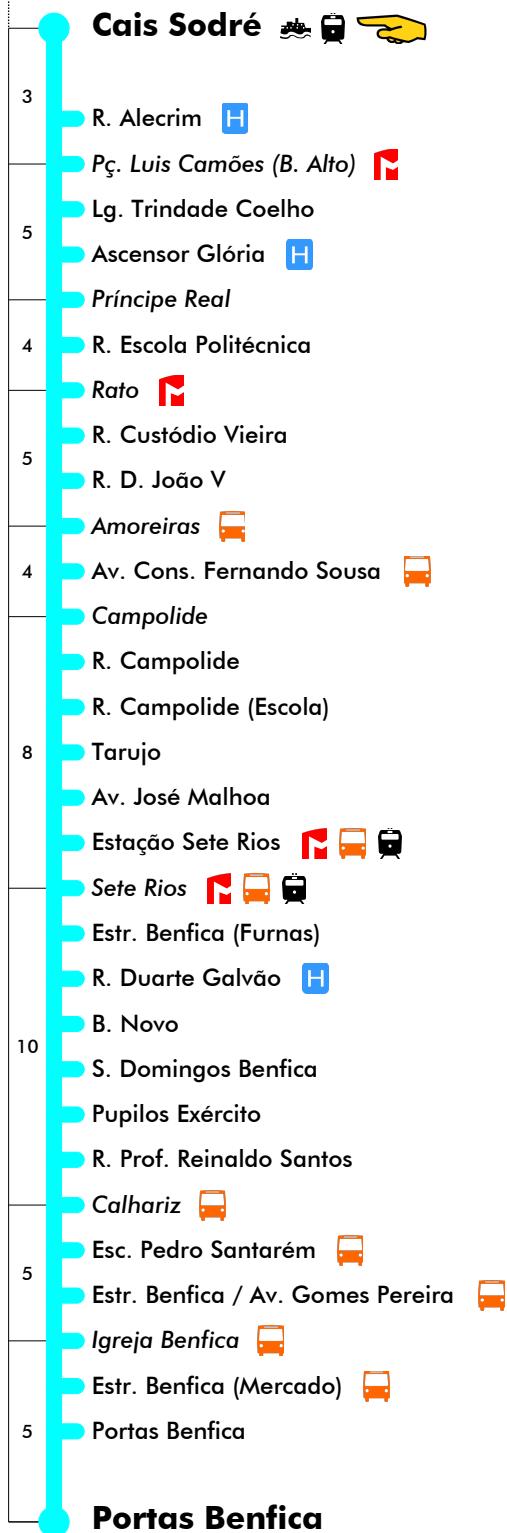 Cais Sodré
3
R. Alecrim H
Pç. Luis Camões (B. Alto)
Lg. Trindade Coelho
5
Ascensor Glória H
Príncipe Real
4 R. Escola Politécnica
Rato
R. Custódio Vieira
5
R. D. João V
Amoreiras
4 Av. Cons. Fernando Sousa
Campolide
R. Campolide
R. Campolide (Escola)
8 Tarujo
Av. José Malhoa
Estação Sete Rios
Sete Rios
Estr. Benfica (Furnas)
R. Duarte Galvão H
B. Novo
10
S. Domingos Benfica
Pupilos Exército
R. Prof. Reinaldo Santos
Calhariz
Esc. Pedro Santarém
5
Estr. Benfica / Av. Gomes Pereira
Igreja Benfica
Estr. Benfica (Mercado)
5 Portas Benfica
Portas Benfica